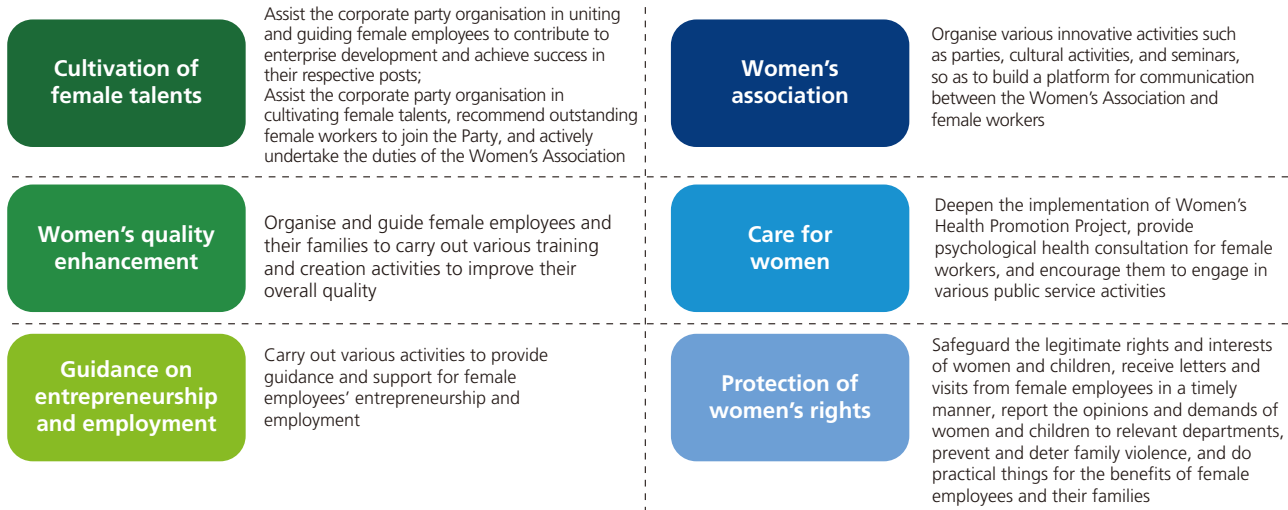 Cultivation of
female talents
Assist the corporate party organisation in uniting
and guiding female employees to contribute to
enterprise development and achieve success in
their respective posts;
Assist the corporate party organisation in
cultivating female talents, recommend outstanding
female workers to join the Party, and actively
undertake the duties of the Women's Association
Women's
association
Organise various innovative activities such
as parties, cultural activities, and seminars,
so as to build a platform for communication
between the Women's Association and
female workers
Women's quality
enhancement
Organise and guide female employees and
their families to carry out various training
and creation activities to improve their
overall quality
Care for
women
Deepen the implementation of Women's
Health Promotion Project, provide
psychological health consultation for female
workers, and encourage them to engage in
various public service activities
Guidance on
entrepreneurship
and employment
Carry out various activities to provide
guidance and support for female
employees' entrepreneurship and
employment
Protection of
women's rights
Safeguard the legitimate rights and interests
of women and children, receive letters and
visits from female employees in a timely
manner, report the opinions and demands of
women and children to relevant departments,
prevent and deter family violence, and do
practical things for the benefits of female
employees and their families